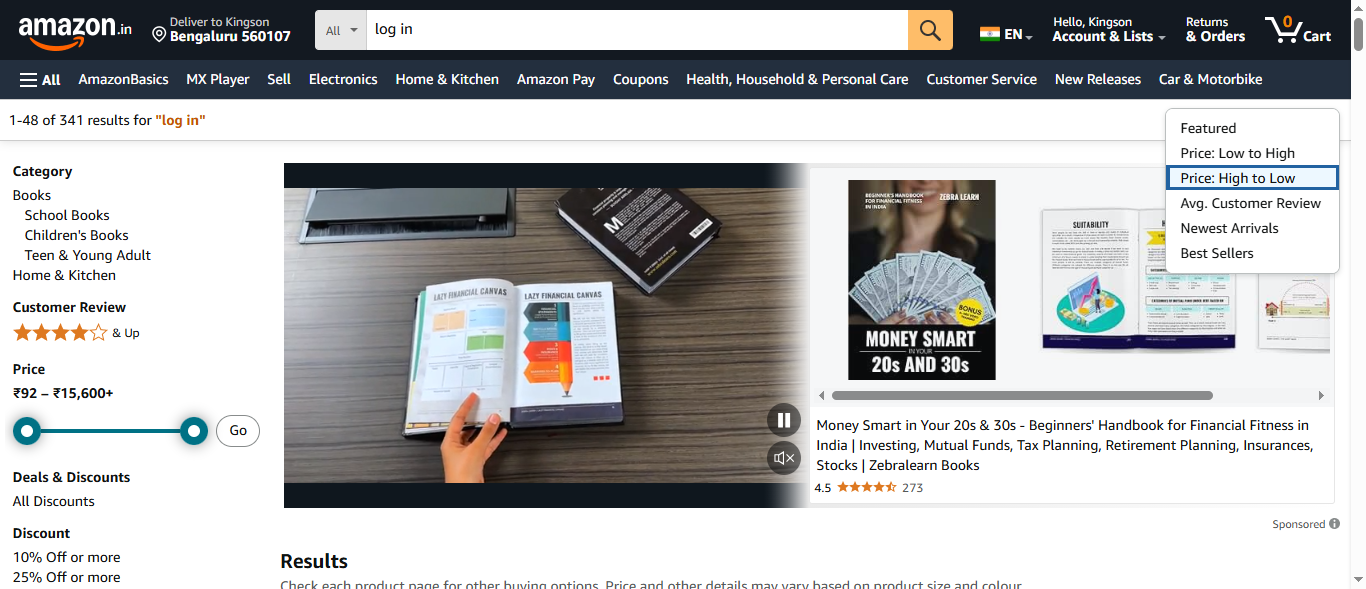 amazon.in
Deliver to Kingson
Bengaluru 560107
All
log in
EN
Hello, Kingson
Account & Lists
Returns
& Orders
0
Cart
All
AmazonBasics
MX Player
Sell
Electronics
Home & Kitchen
Amazon Pay
Coupons
Health, Household & Personal Care
Customer Service
New Releases
Car & Motorbike
1-48 of 341 results for "log in"
Featured
Price: Low to High
Price: High to Low
Avg. Customer Review
Newest Arrivals
Best Sellers
Category
Books
School Books
Children's Books
Teen & Young Adult
Home & Kitchen
Customer Review
& Up
Price
₹92 – ₹15,600+
Go
Deals & Discounts
All Discounts
Discount
10% Off or more
25% Off or more
LAZY FINANCIAL CANVAS
LAZY FINANCIAL CANVAS
BEGINNER'S HANDBOOK
FOR FINANCIAL FITNESS
IN INDIA
ZEBRA LEARN
BONUS
MONEY SMART
IN YOUR
20s AND 30s
SUITABILITY
Money Smart in Your 20s & 30s - Beginners' Handbook for Financial Fitness in
India | Investing, Mutual Funds, Tax Planning, Retirement Planning, Insurances,
Stocks | Zebralearn Books
4.5
273
Sponsored
Results
Check each product page for other buying options. Price and other details may vary based on product size and colour.